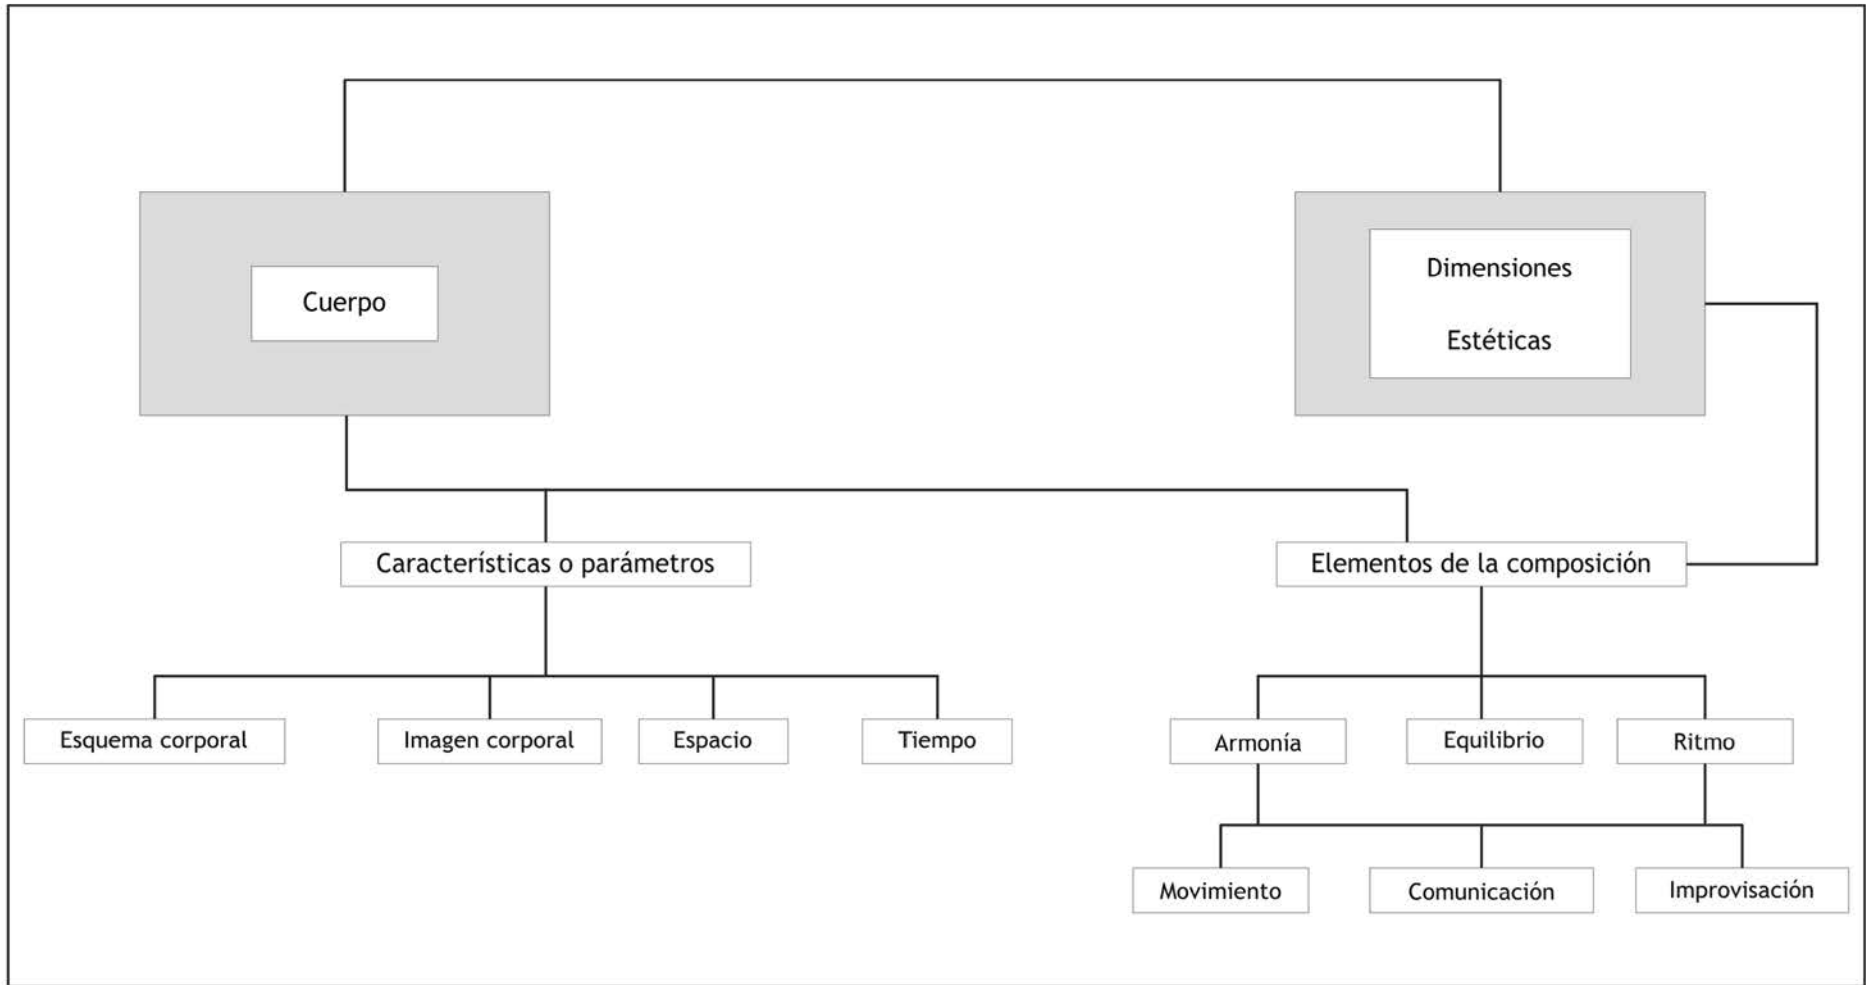 Cuerpo
Dimensiones
Estéticas
Características o parámetros
Elementos de la composición
Esquema corporal
Imagen corporal
Espacio
Tiempo
Armonía
Equilibrio
Ritmo
Movimiento
Comunicación
Improvisación